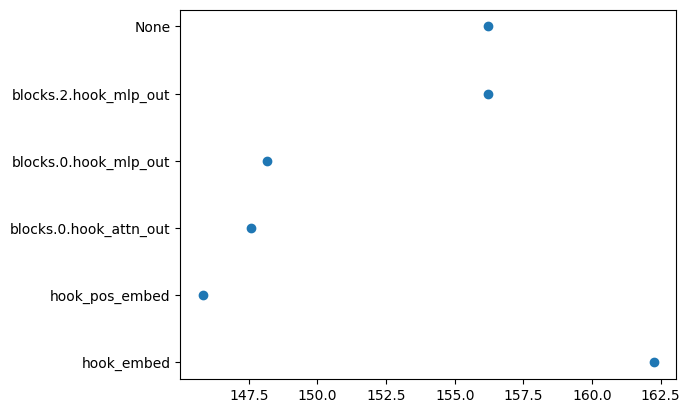 None
blocks.2.hook_mlp_out
blocks.0.hook_mlp_out
blocks.0.hook_attn_out
hook_pos_embed
hook_embed
147.5 150.0 152.5 155.0 157.5 160.0 162.5